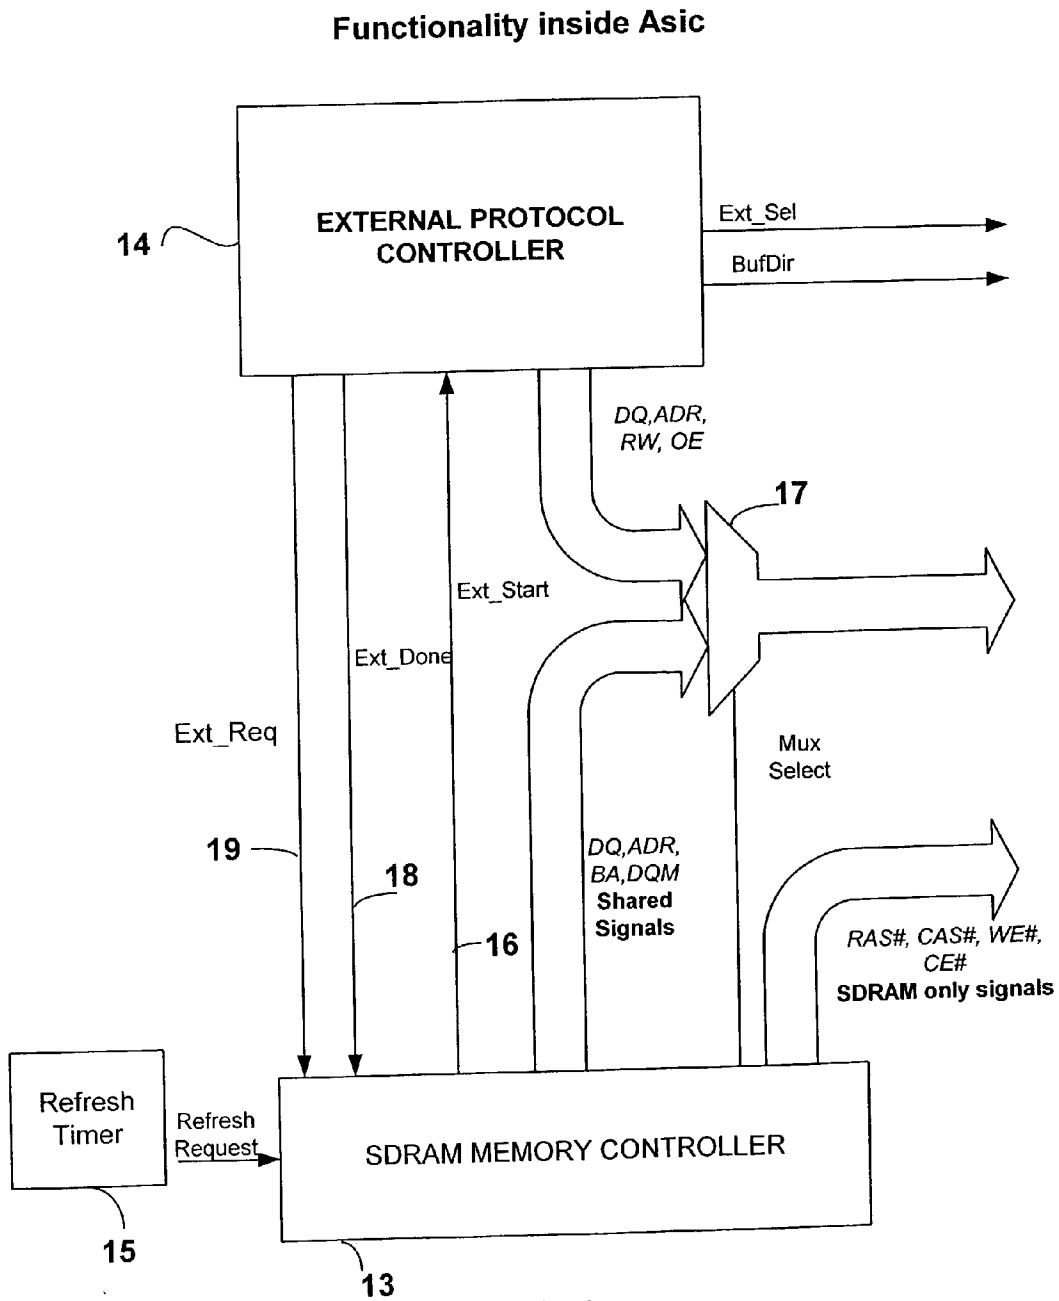 Functionality inside Asic
EXTERNAL PROTOCOL
CONTROLLER
14
Ext_Sel
BufDir
DQ,ADR,
RW, OE
17
Ext_Start
Ext_Done
Ext_Req
Mux
Select
19
18
DQ,ADR,
BA,DQM
Shared
Signals
16
RAS#, CAS#, WE#,
CE#
SDRAM only signals
Refresh
Timer
Refresh
Request
SDRAM MEMORY CONTROLLER
15
13